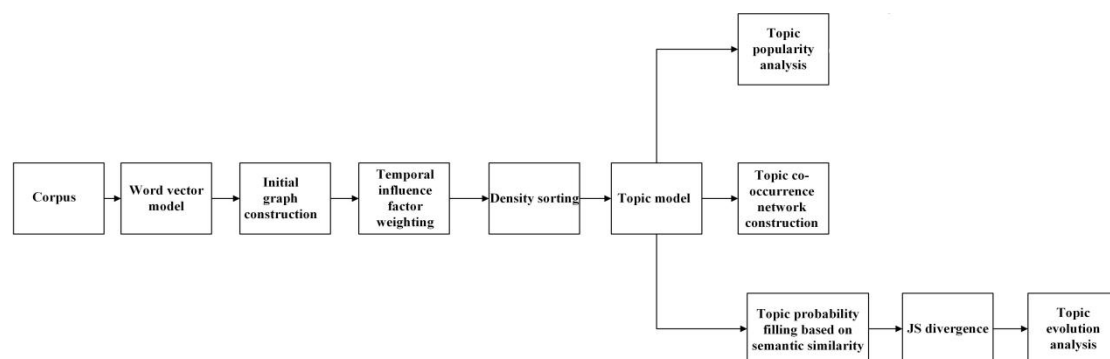 Topic
popularity
analysis
Corpus
Word vector
model
Initial
graph
construction
Temporal
influence
factor
weighting
Density sorting
Topic model
Topic co-
occurrence
network
construction
Topic probability
filling based on
semantic similarity
JS divergence
Topic
evolution
analysis